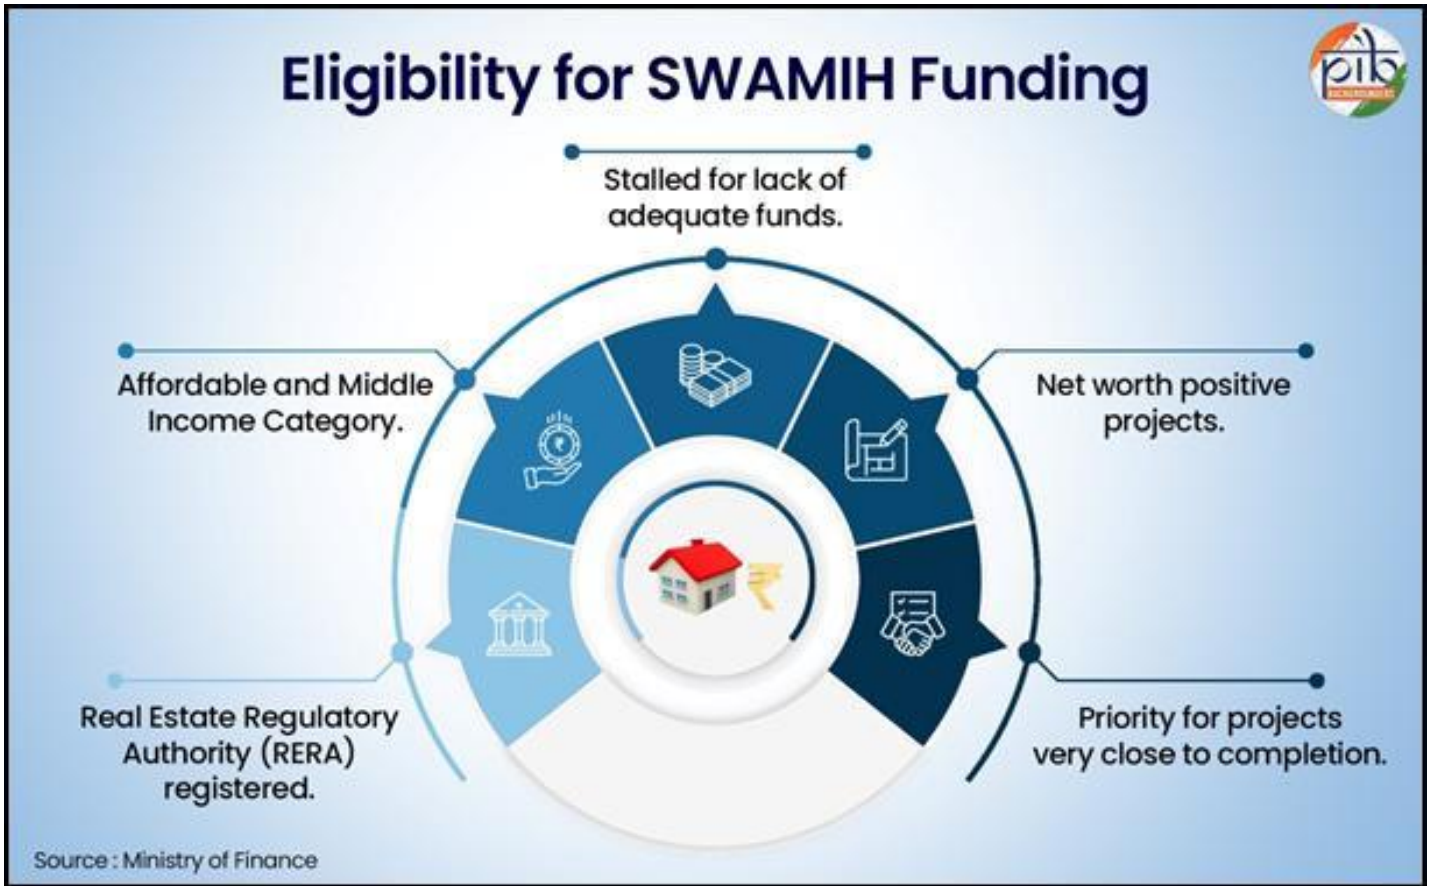 Eligibility for SWAMIH Funding
pib
BACKGROUNDERS
Stalled for lack of
adequate funds.
Affordable and Middle
Income Category.
Net worth positive
projects.
₹
₹
Real Estate Regulatory
Authority (RERA)
registered.
Priority for projects
very close to completion.
Source : Ministry of Finance